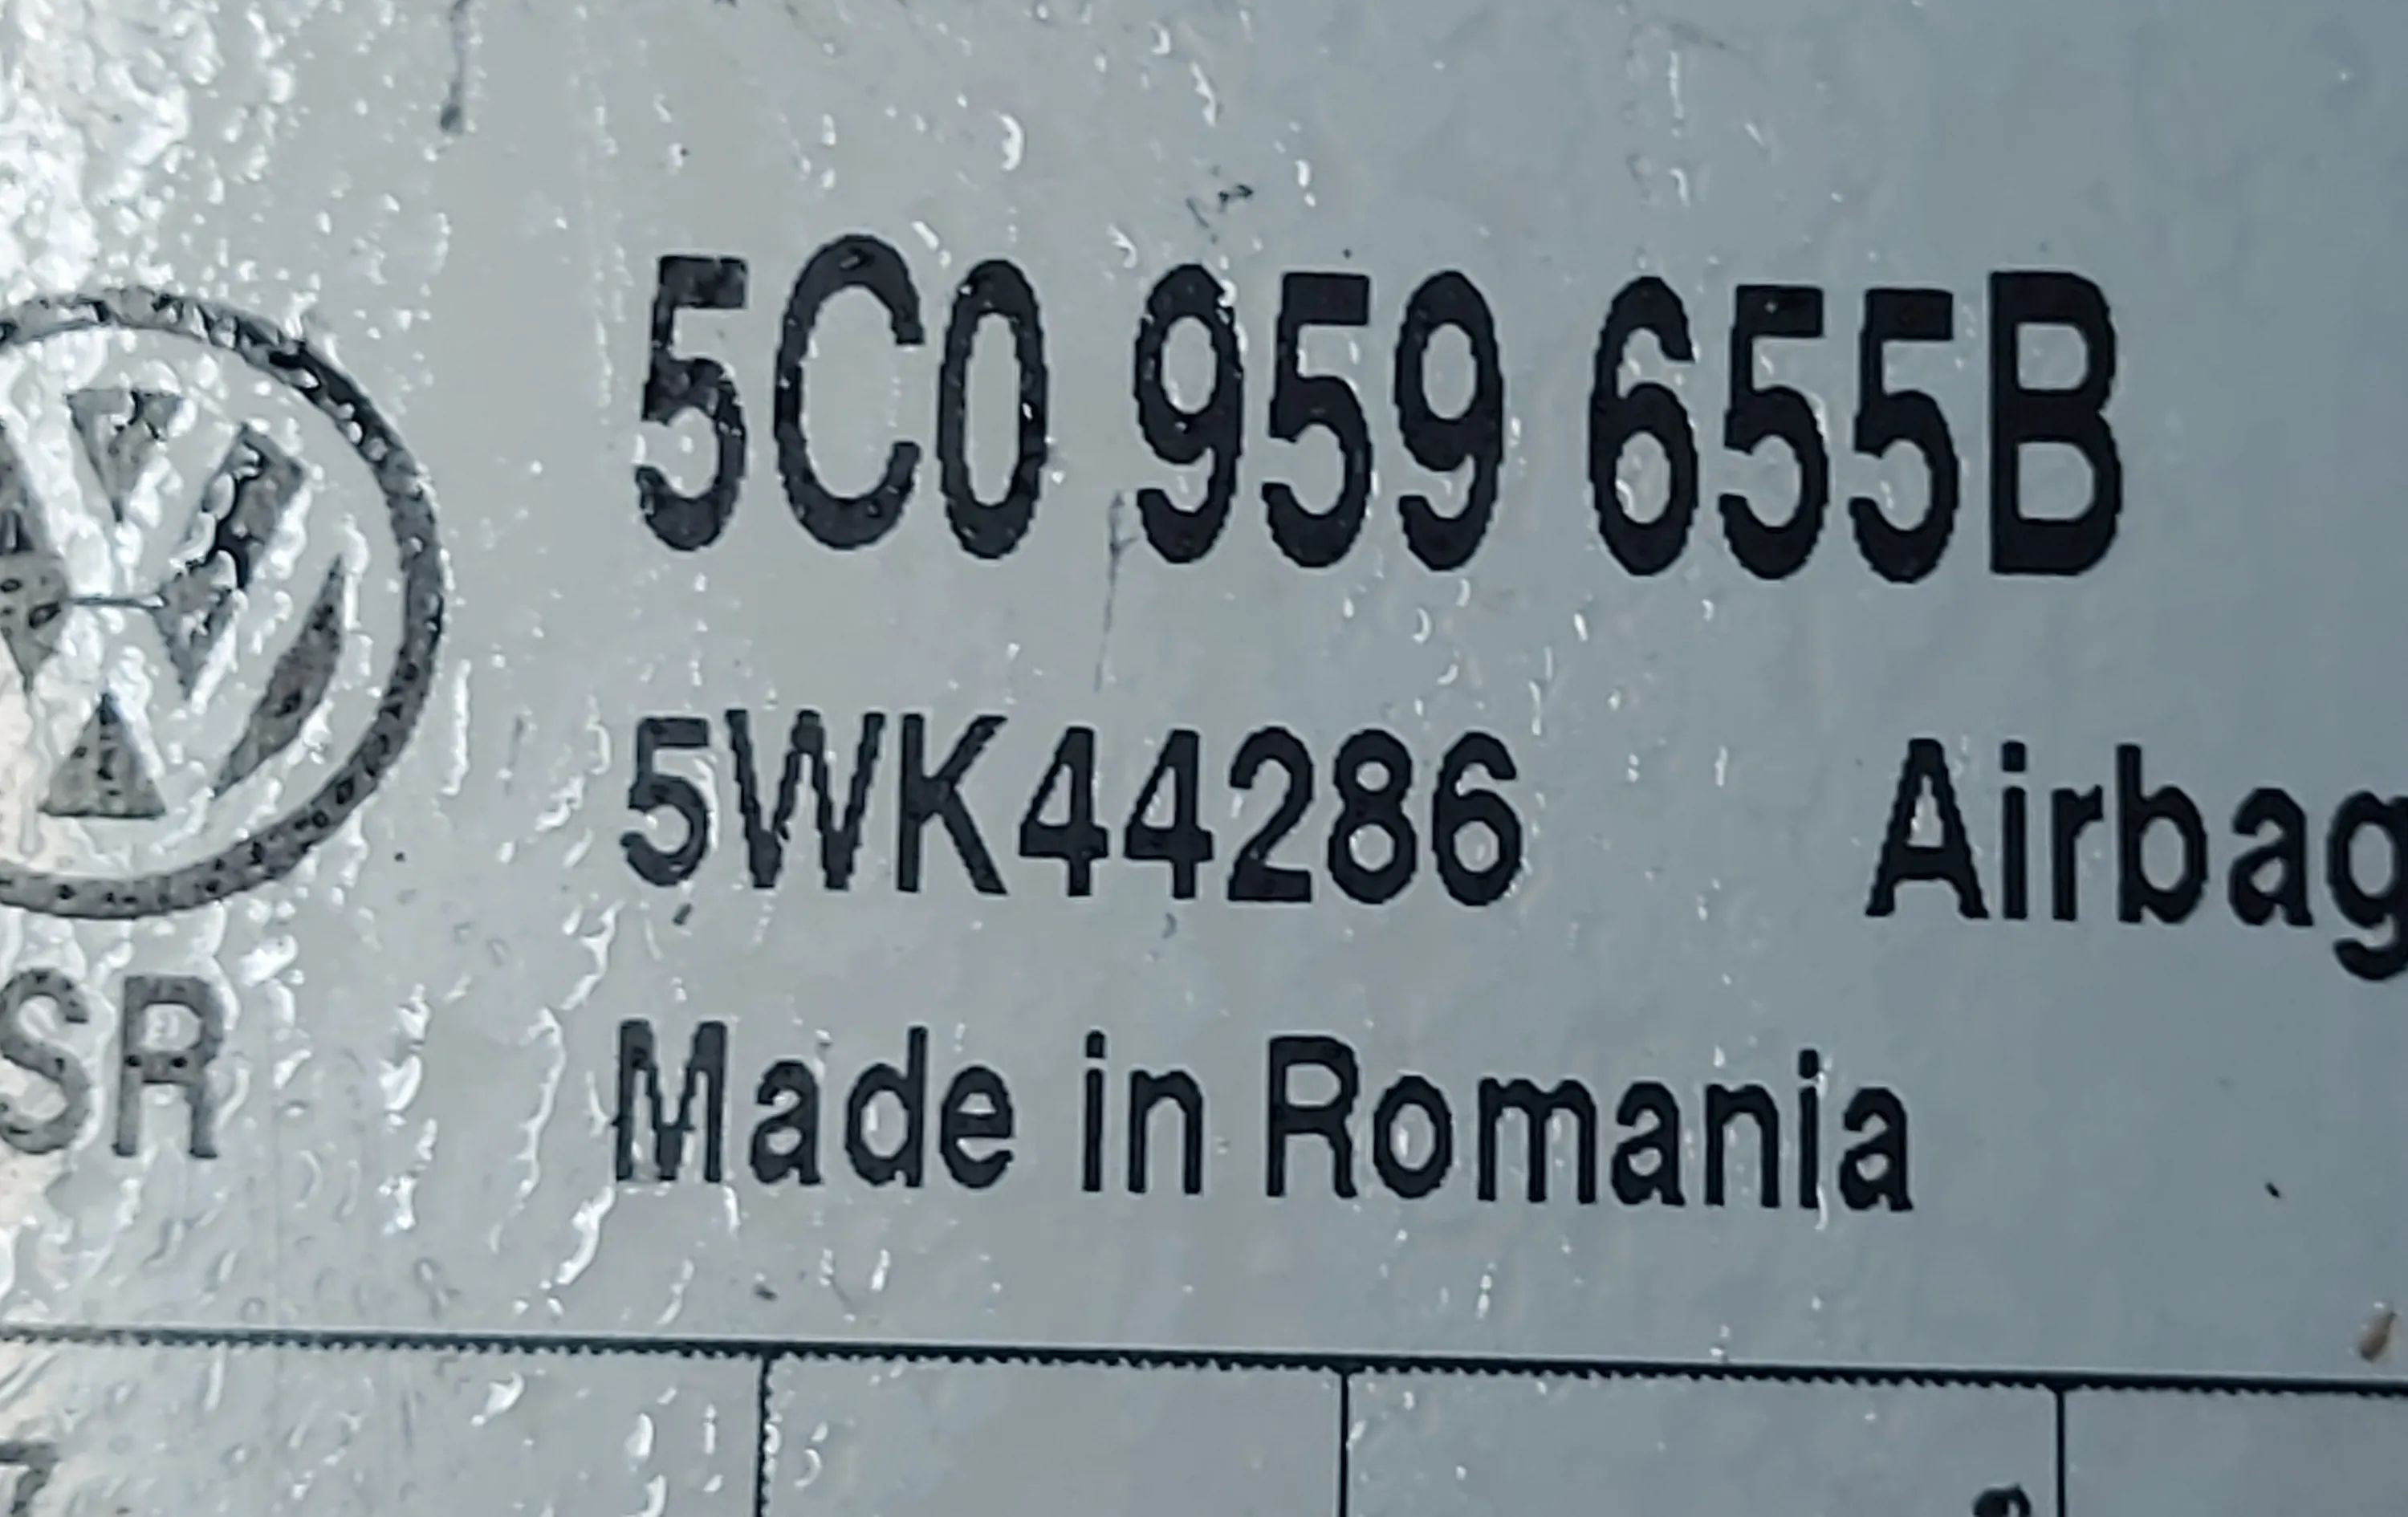 5C0 959 655B
5WK44286 Airbag
Made in Romania
SR